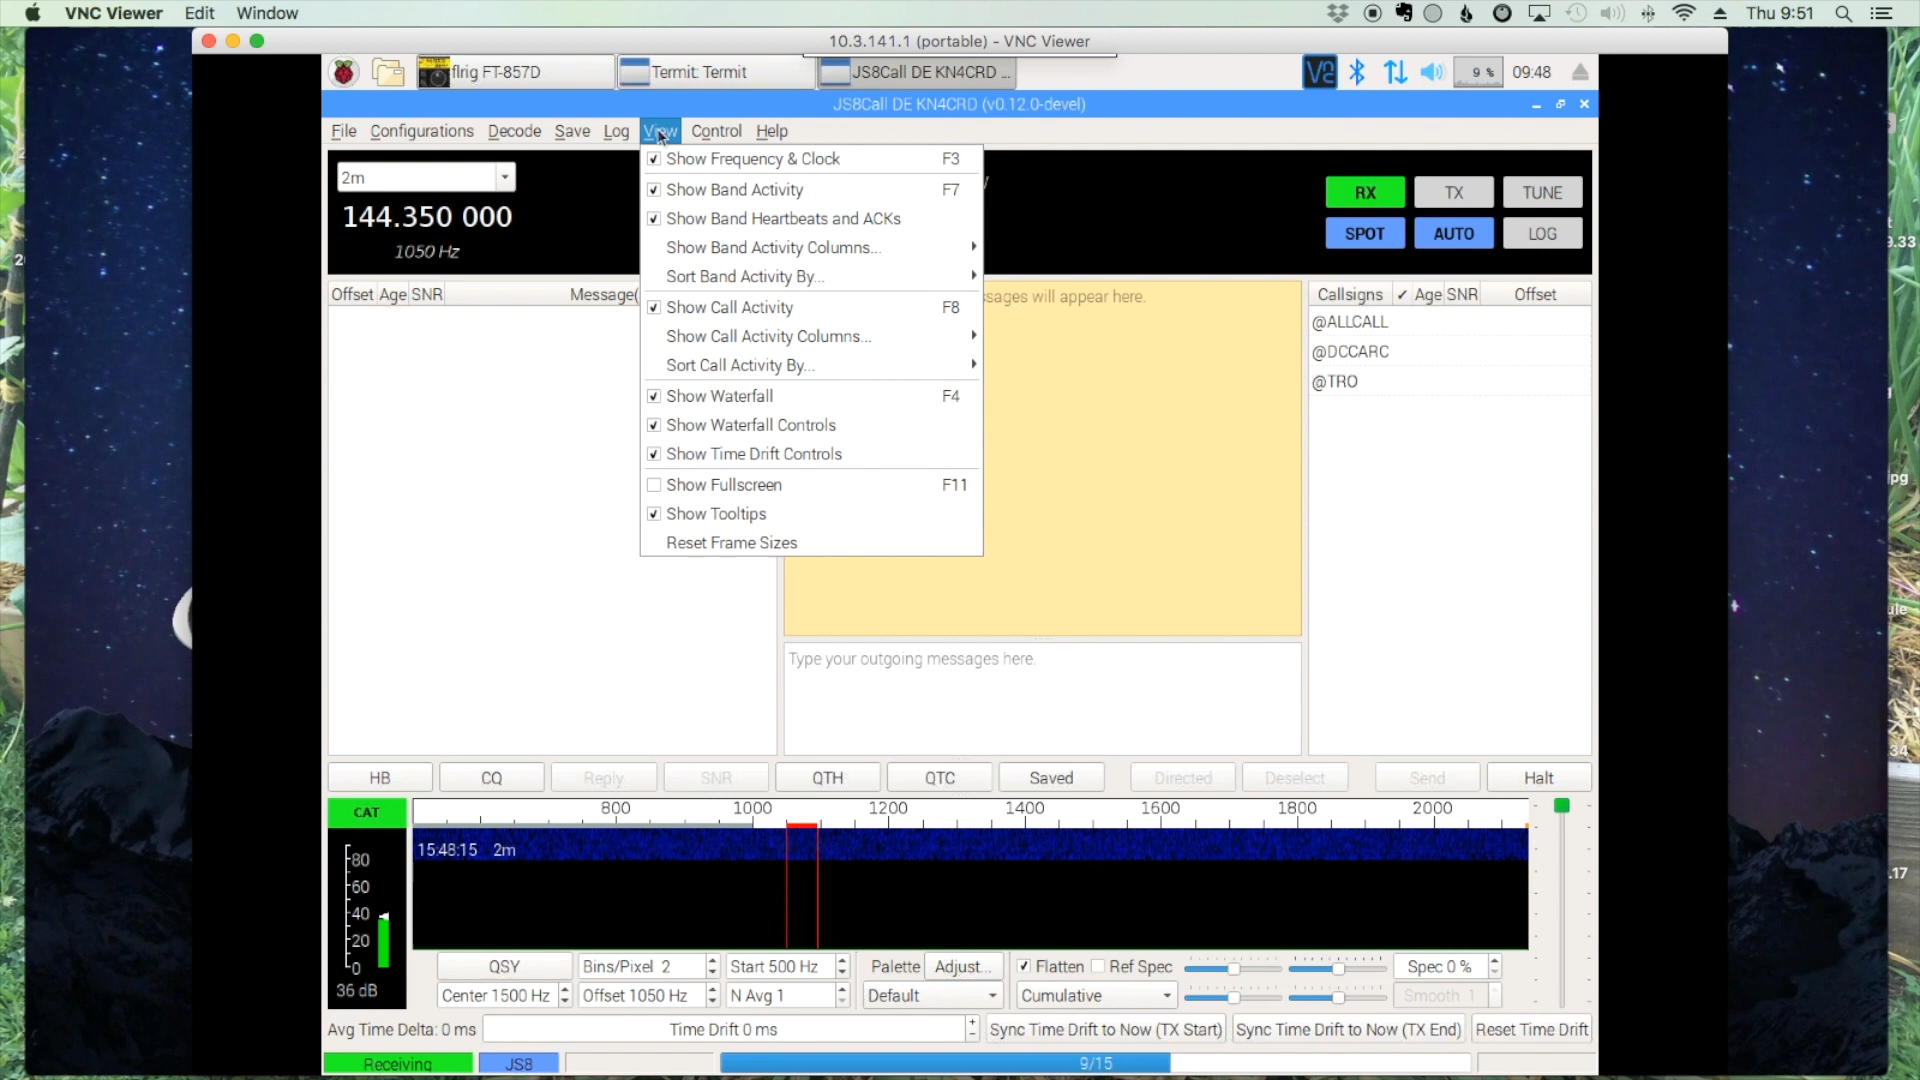 VNC Viewer Edit Window Thu 9:51
10.3.141.1 (portable) - VNC Viewer
flrig FT-857D Termit: Termit JS8Call DE KN4CRD ... V2 9 % 09:48
JS8Call DE KN4CRD (v0.12.0-devel)
File Configurations Decode Save Log View Control Help
2m
144.350 000
1050 Hz
Show Frequency & Clock F3
Show Band Activity F7
Show Band Heartbeats and ACKs
Show Band Activity Columns...
Sort Band Activity By...
Show Call Activity F8
Show Call Activity Columns...
Sort Call Activity By...
Show Waterfall F4
Show Waterfall Controls
Show Time Drift Controls
Show Fullscreen F11
Show Tooltips
Reset Frame Sizes
RX TX TUNE
SPOT AUTO LOG
Offset Age SNR Message(
sages will appear here.
Callsigns ✓ Age SNR Offset
@ALLCALL
@DCCARC
@TRO
Type your outgoing messages here.
HB CQ Reply SNR QTH QTC Saved Directed Deselect Send Halt
CAT
800 1000 1200 1400 1600 1800 2000
15:48:15 2m
80
60
40
20
0
36 dB
QSY Bins/Pixel 2 Start 500 Hz Palette Adjust... Flatten Ref Spec Spec 0 %
Center 1500 Hz Offset 1050 Hz N Avg 1 Default Cumulative Smooth 1
Avg Time Delta: 0 ms Time Drift 0 ms Sync Time Drift to Now (TX Start) Sync Time Drift to Now (TX End) Reset Time Drift
Receiving JS8 9/15
9.33
jpg
ule
34
.17